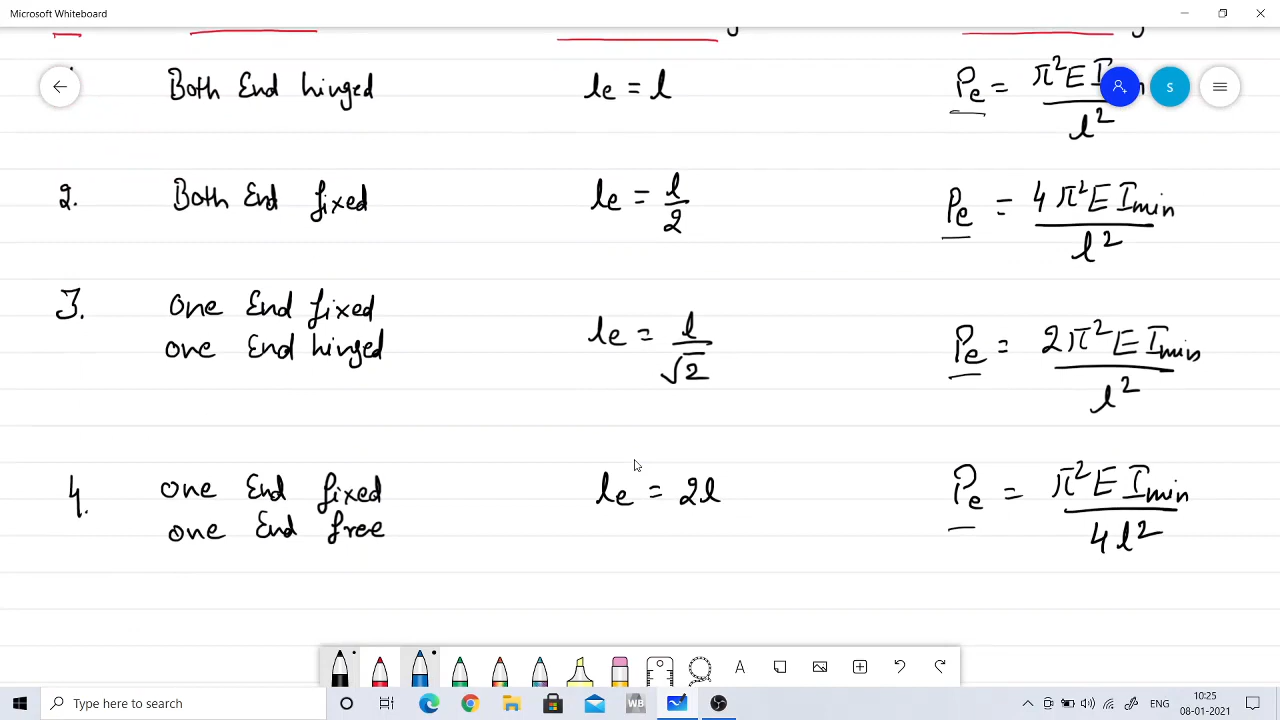 Microsoft Whiteboard
Both End hinged le = l Pe = π²EI / l²
2. Both End fixed le = l/2 Pe = 4π²EImin / l²
3. One End fixed
one End hinged le = l/√2 Pe = 2π²EImin / l²
4. one End fixed
one End free le = 2l Pe = π²EImin / 4l²
S
A
Type here to search
WB
ENG
10:25
08-01-2021